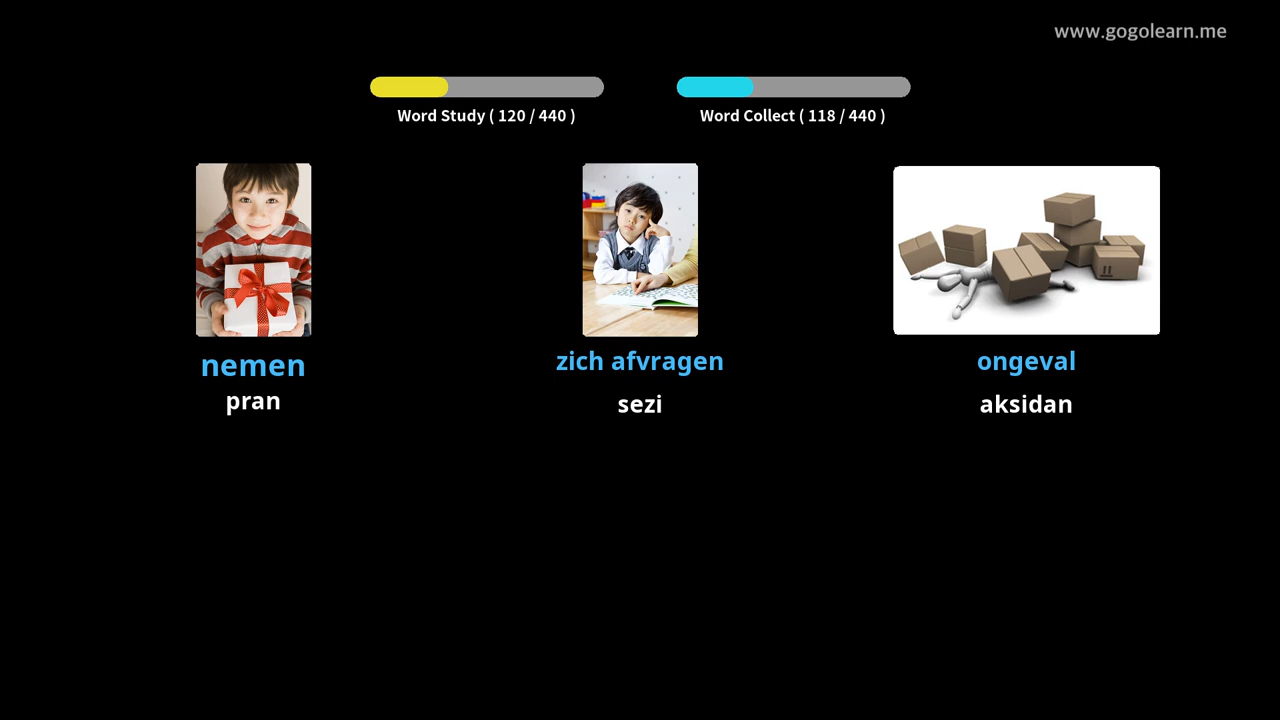 www.gogolearn.me
Word Study ( 120 / 440 )
Word Collect ( 118 / 440 )
nemen
pran
zich afvragen
sezi
ongeval
aksidan